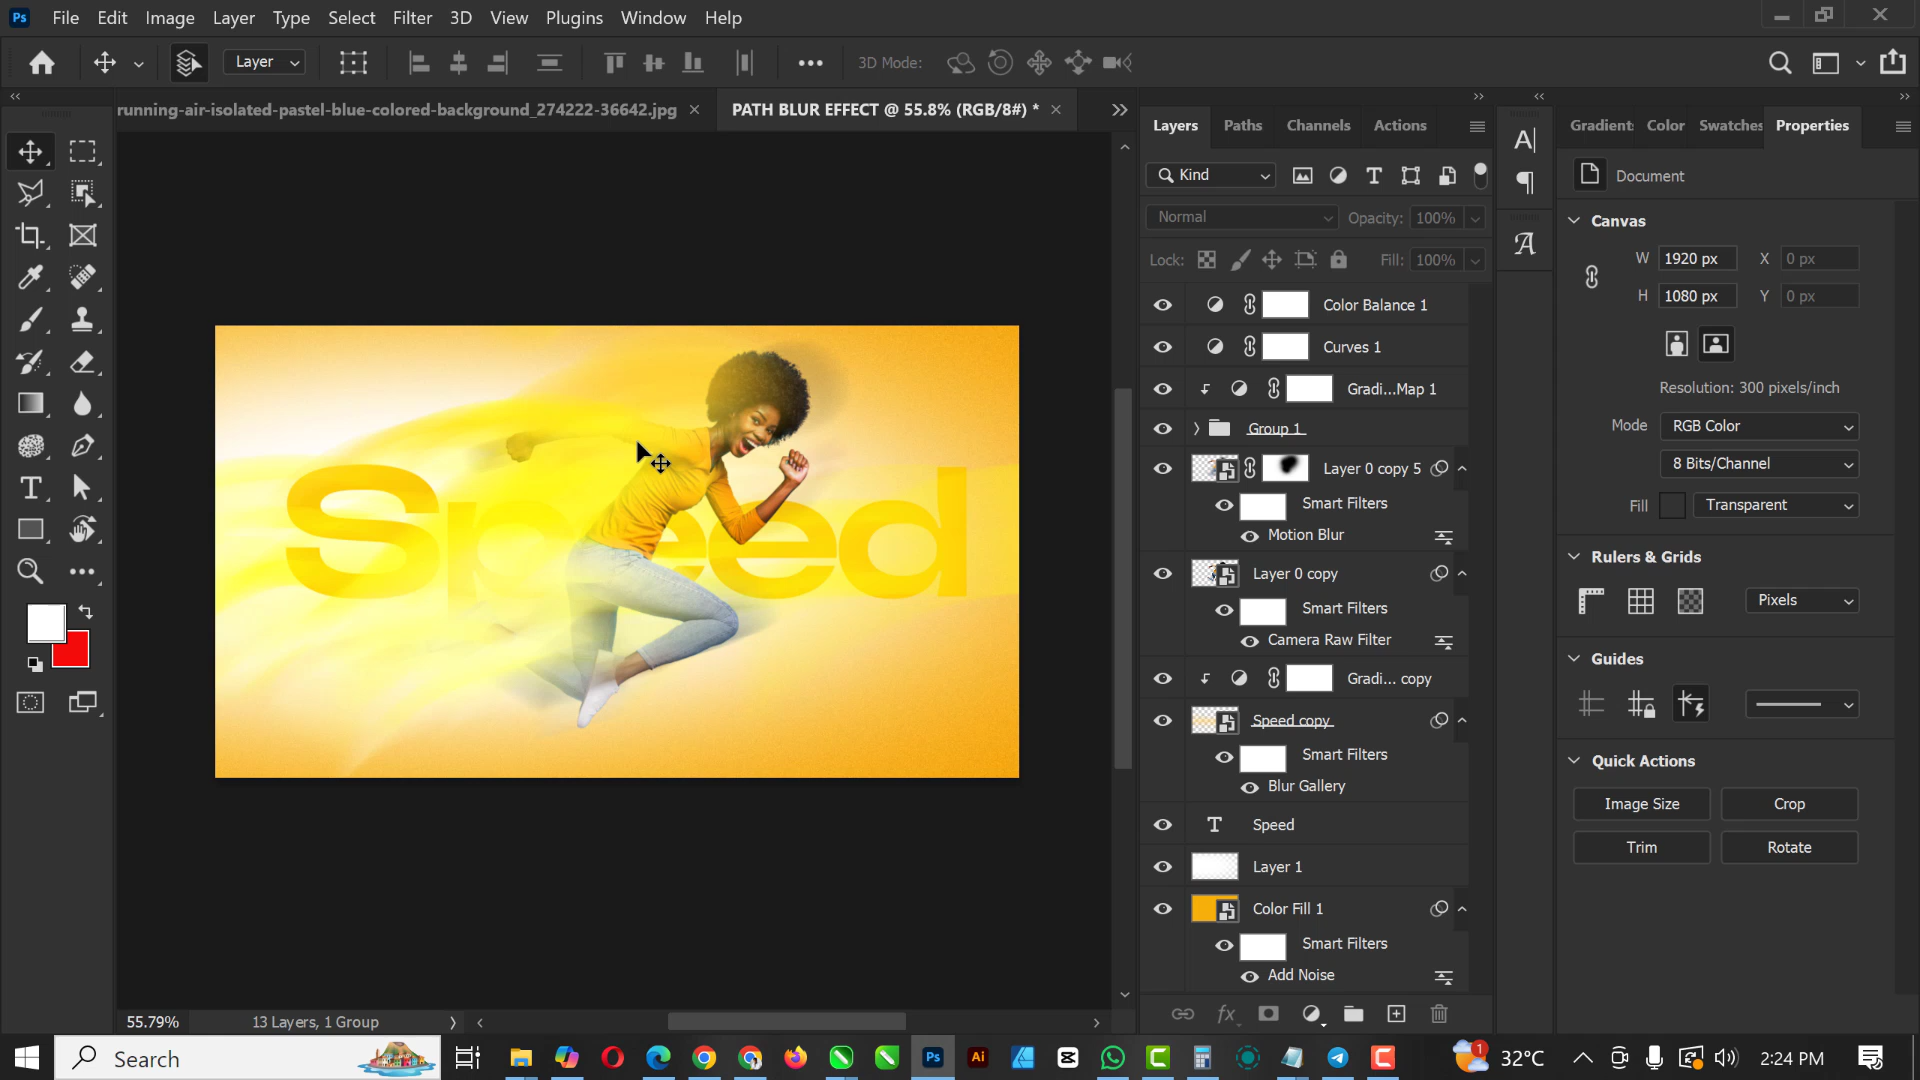 Ps File Edit Image Layer Type Select Filter 3D View Plugins Window Help
Layer 3D Mode:
running-air-isolated-pastel-blue-colored-background_274222-36642.jpg × PATH BLUR EFFECT @ 55.8% (RGB/8#) * ×
Speed
55.79% 13 Layers, 1 Group
Layers Paths Channels Actions
Kind
Normal Opacity: 100%
Lock: Fill: 100%
Color Balance 1
Curves 1
Gradi...Map 1
Group 1
Layer 0 copy 5
Smart Filters
Motion Blur
Layer 0 copy
Smart Filters
Camera Raw Filter
Gradi... copy
Speed copy
Smart Filters
Blur Gallery
T Speed
Layer 1
Color Fill 1
Smart Filters
Add Noise
fx
Gradient: Color Swatches Properties
Document
Canvas
W 1920 px X 0 px
H 1080 px Y 0 px
Resolution: 300 pixels/inch
Mode RGB Color
8 Bits/Channel
Fill Transparent
Rulers & Grids
Pixels
Guides
Quick Actions
Image Size Crop
Trim Rotate
Search Ps Ai 1 32°C 2:24 PM